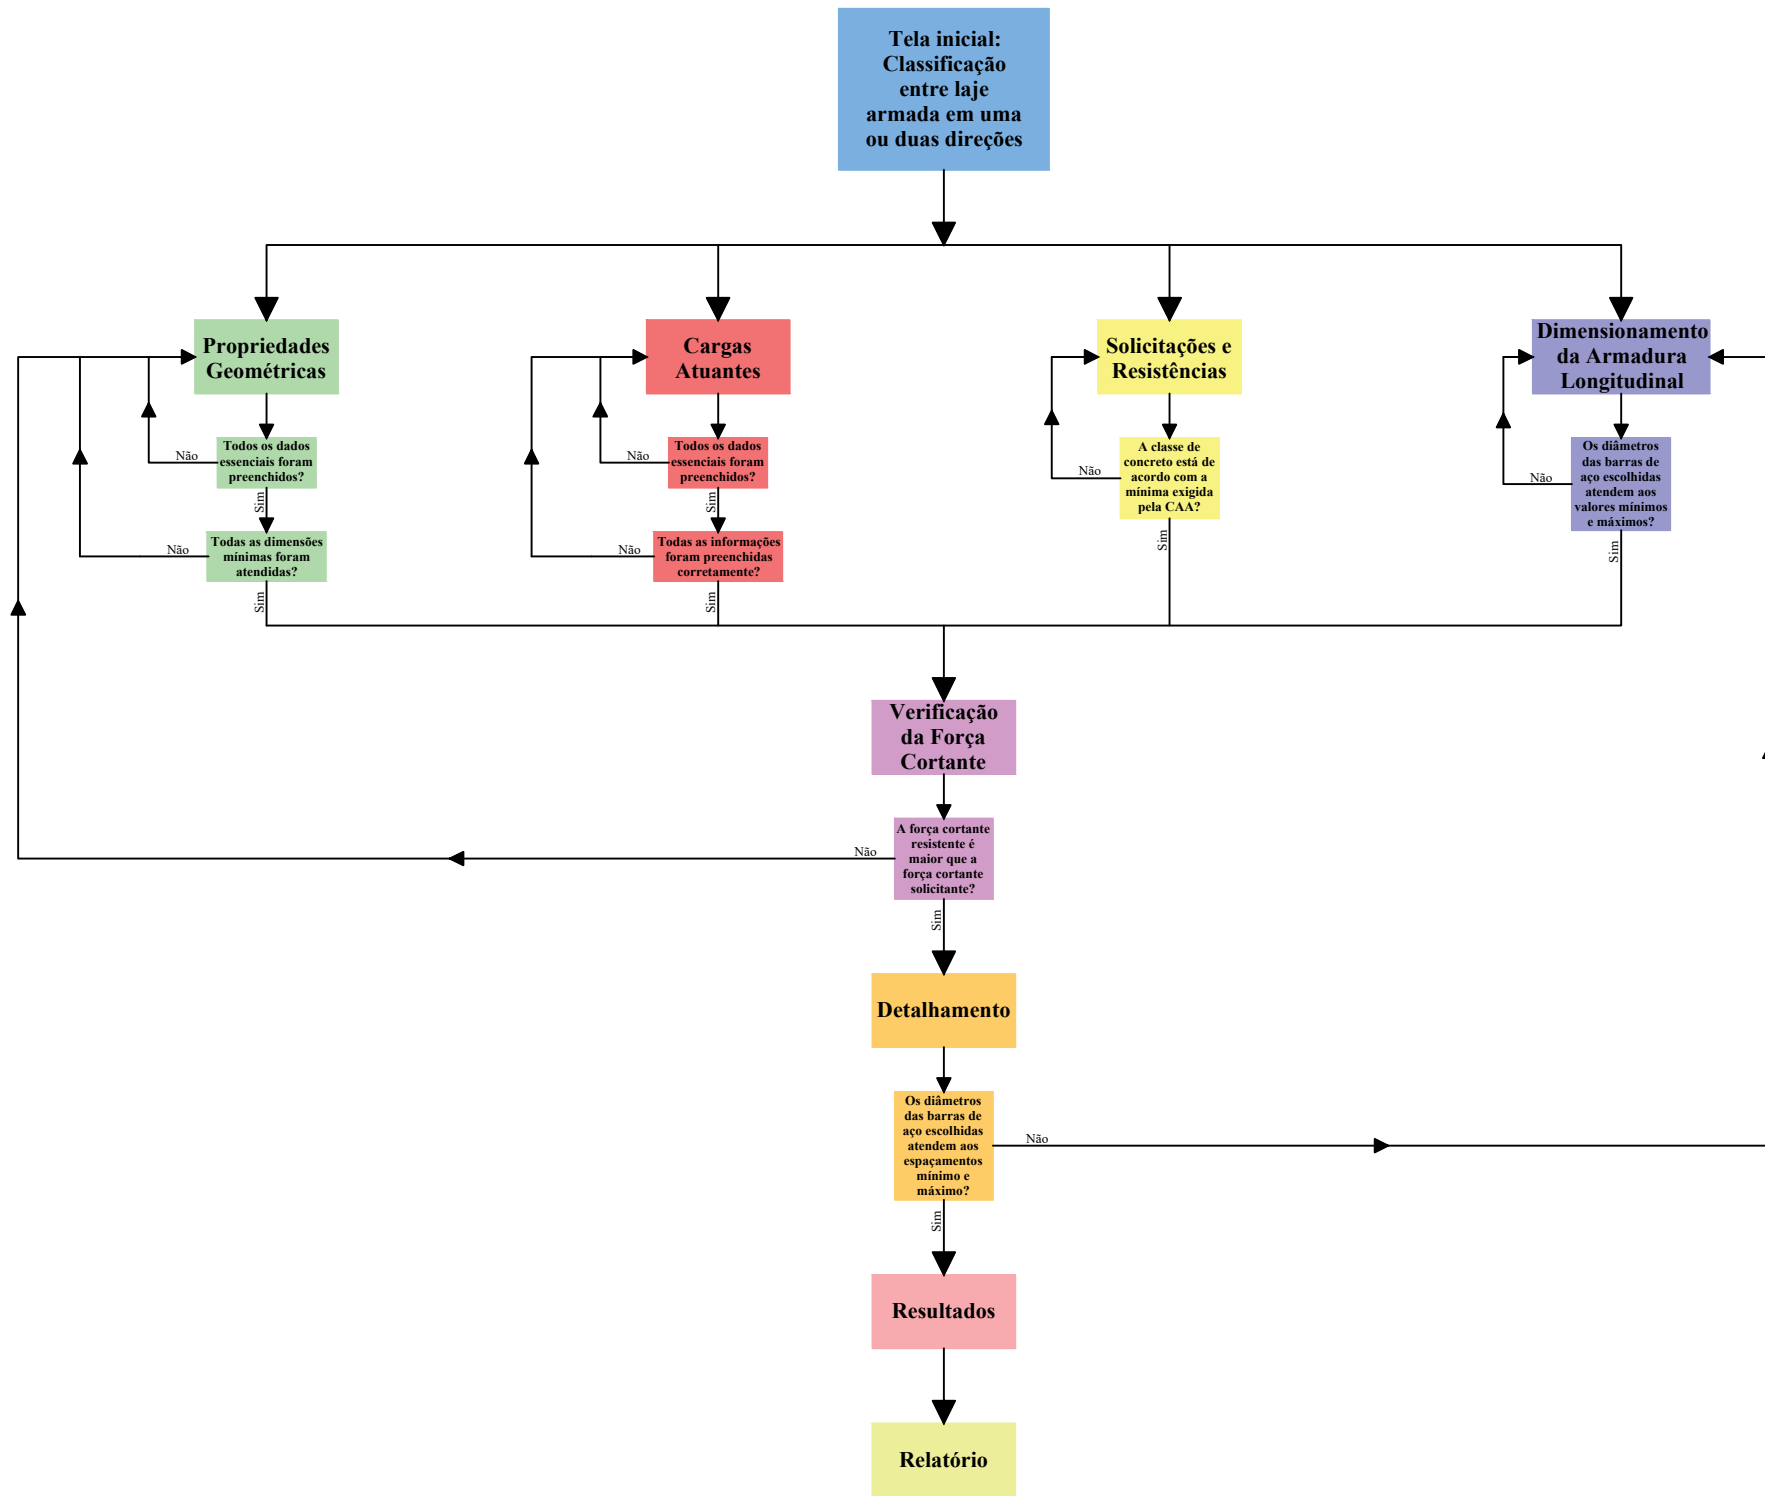 Tela inicial:
Classificação
entre laje
armada em uma
ou duas direções
Propriedades
Geométricas
Cargas
Atuantes
Solicitações e
Resistências
Dimensionamento
da Armadura
Longitudinal
Todos os dados
essenciais foram
preenchidos?
Não
Sim
Todas as dimensões
mínimas foram
atendidas?
Não
Sim
Todos os dados
essenciais foram
preenchidos?
Não
Sim
Todas as informações
foram preenchidas
corretamente?
Não
Sim
A classe de
concreto está de
acordo com a
mínima exigida
pela CAA?
Não
Sim
Os diâmetros
das barras de
aço escolhidas
atendem aos
valores mínimos
e máximos?
Não
Sim
Verificação
da Força
Cortante
A força cortante
resistente é
maior que a
força cortante
solicitante?
Não
Sim
Detalhamento
Os diâmetros
das barras de
aço escolhidas
atendem aos
espaçamentos
mínimo e
máximo?
Não
Sim
Resultados
Relatório